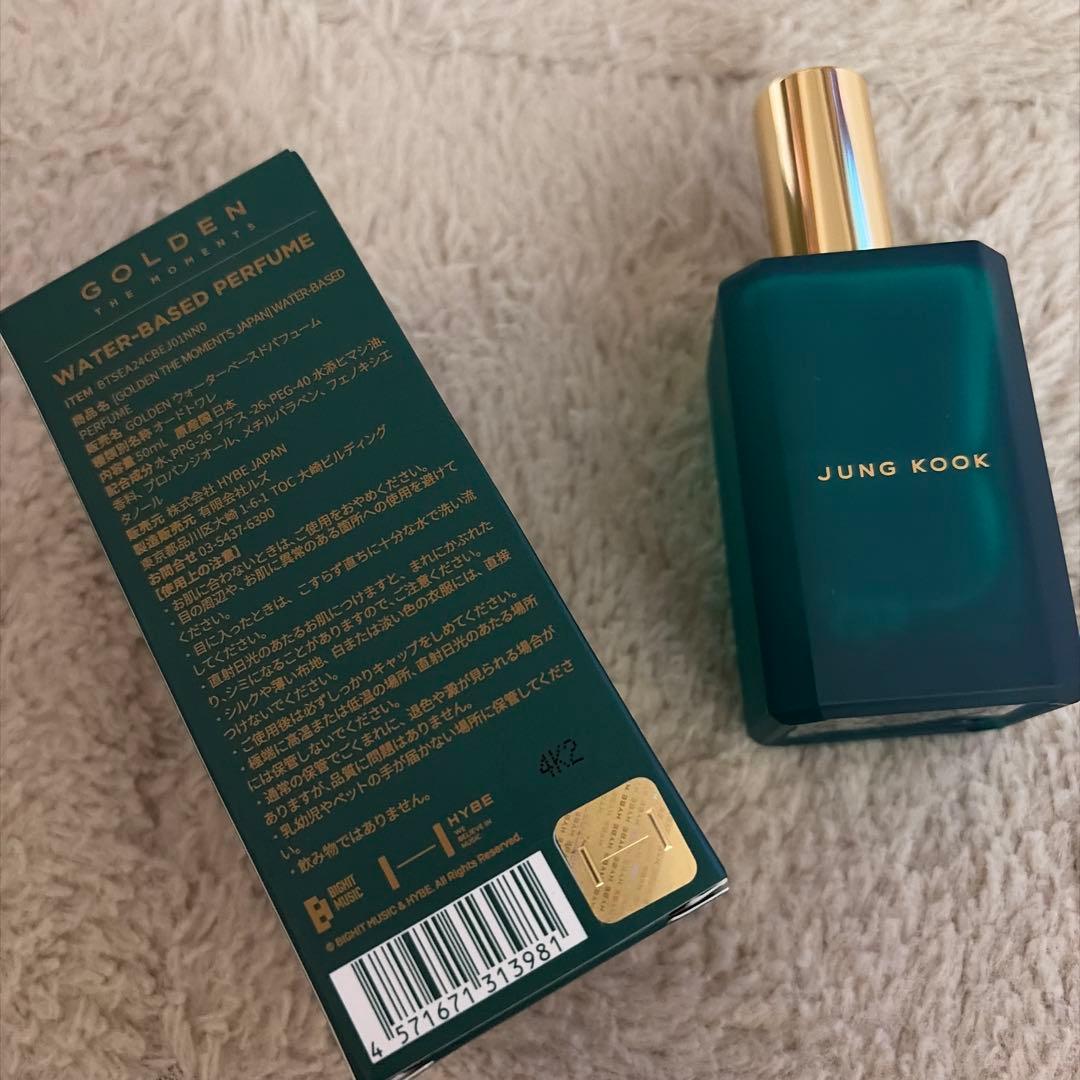 GOLDEN
THE MOMENTS
WATER-BASED PERFUME
ITEM BTSEA24CBEJ01NN0
商品名 [GOLDEN THE MOMENTS JAPAN] WATER-BASED
PERFUME
販売名 GOLDEN ウォーターベースドパフューム
種類別名称 オードトワレ
内容量 50mL 原産国 日本
配合成分 水、PPG-26 ブテス -26、PEG-40 水添ヒマシ油、
香料、プロパンジオール、メチルパラベン、フェノキシエ
タノール
販売元 株式会社 HYBE JAPAN
製造販売元 有限会社ルズ
東京都品川区大崎 1-6-1 TOC 大崎ビルディング
お問合せ 03-5437-6390
【使用上の注意】
・お肌に合わないときは、ご使用をおやめください。
・目の周辺や、お肌に異常のある箇所への使用を避けて
ください。
・目に入ったときは、こすらず直ちに十分な水で洗い流
してください。
・直射日光のあたるお肌につけますと、まれにかぶれた
り、シミになることがありますので、ご注意ください。
・シルクや薄い布地、白または淡い色の衣服には、直接
つけないでください。
・ご使用後は必ずしっかりキャップをしめてください。
・極端に高温または低温の場所、直射日光のあたる場所
には保管しないでください。
・通常の保管でごくまれに、退色や澱が見られる場合が
ありますが、品質に問題はありません。
・乳幼児やペットの手が届かない場所に保管してくださ
い。
・飲み物ではありません。
4K2
BIGHIT
MUSIC
HYBE
WE
BELIEVE IN
MUSIC
© BIGHIT MUSIC & HYBE. All Rights Reserved.
4 571671 313981
JUNG KOOK